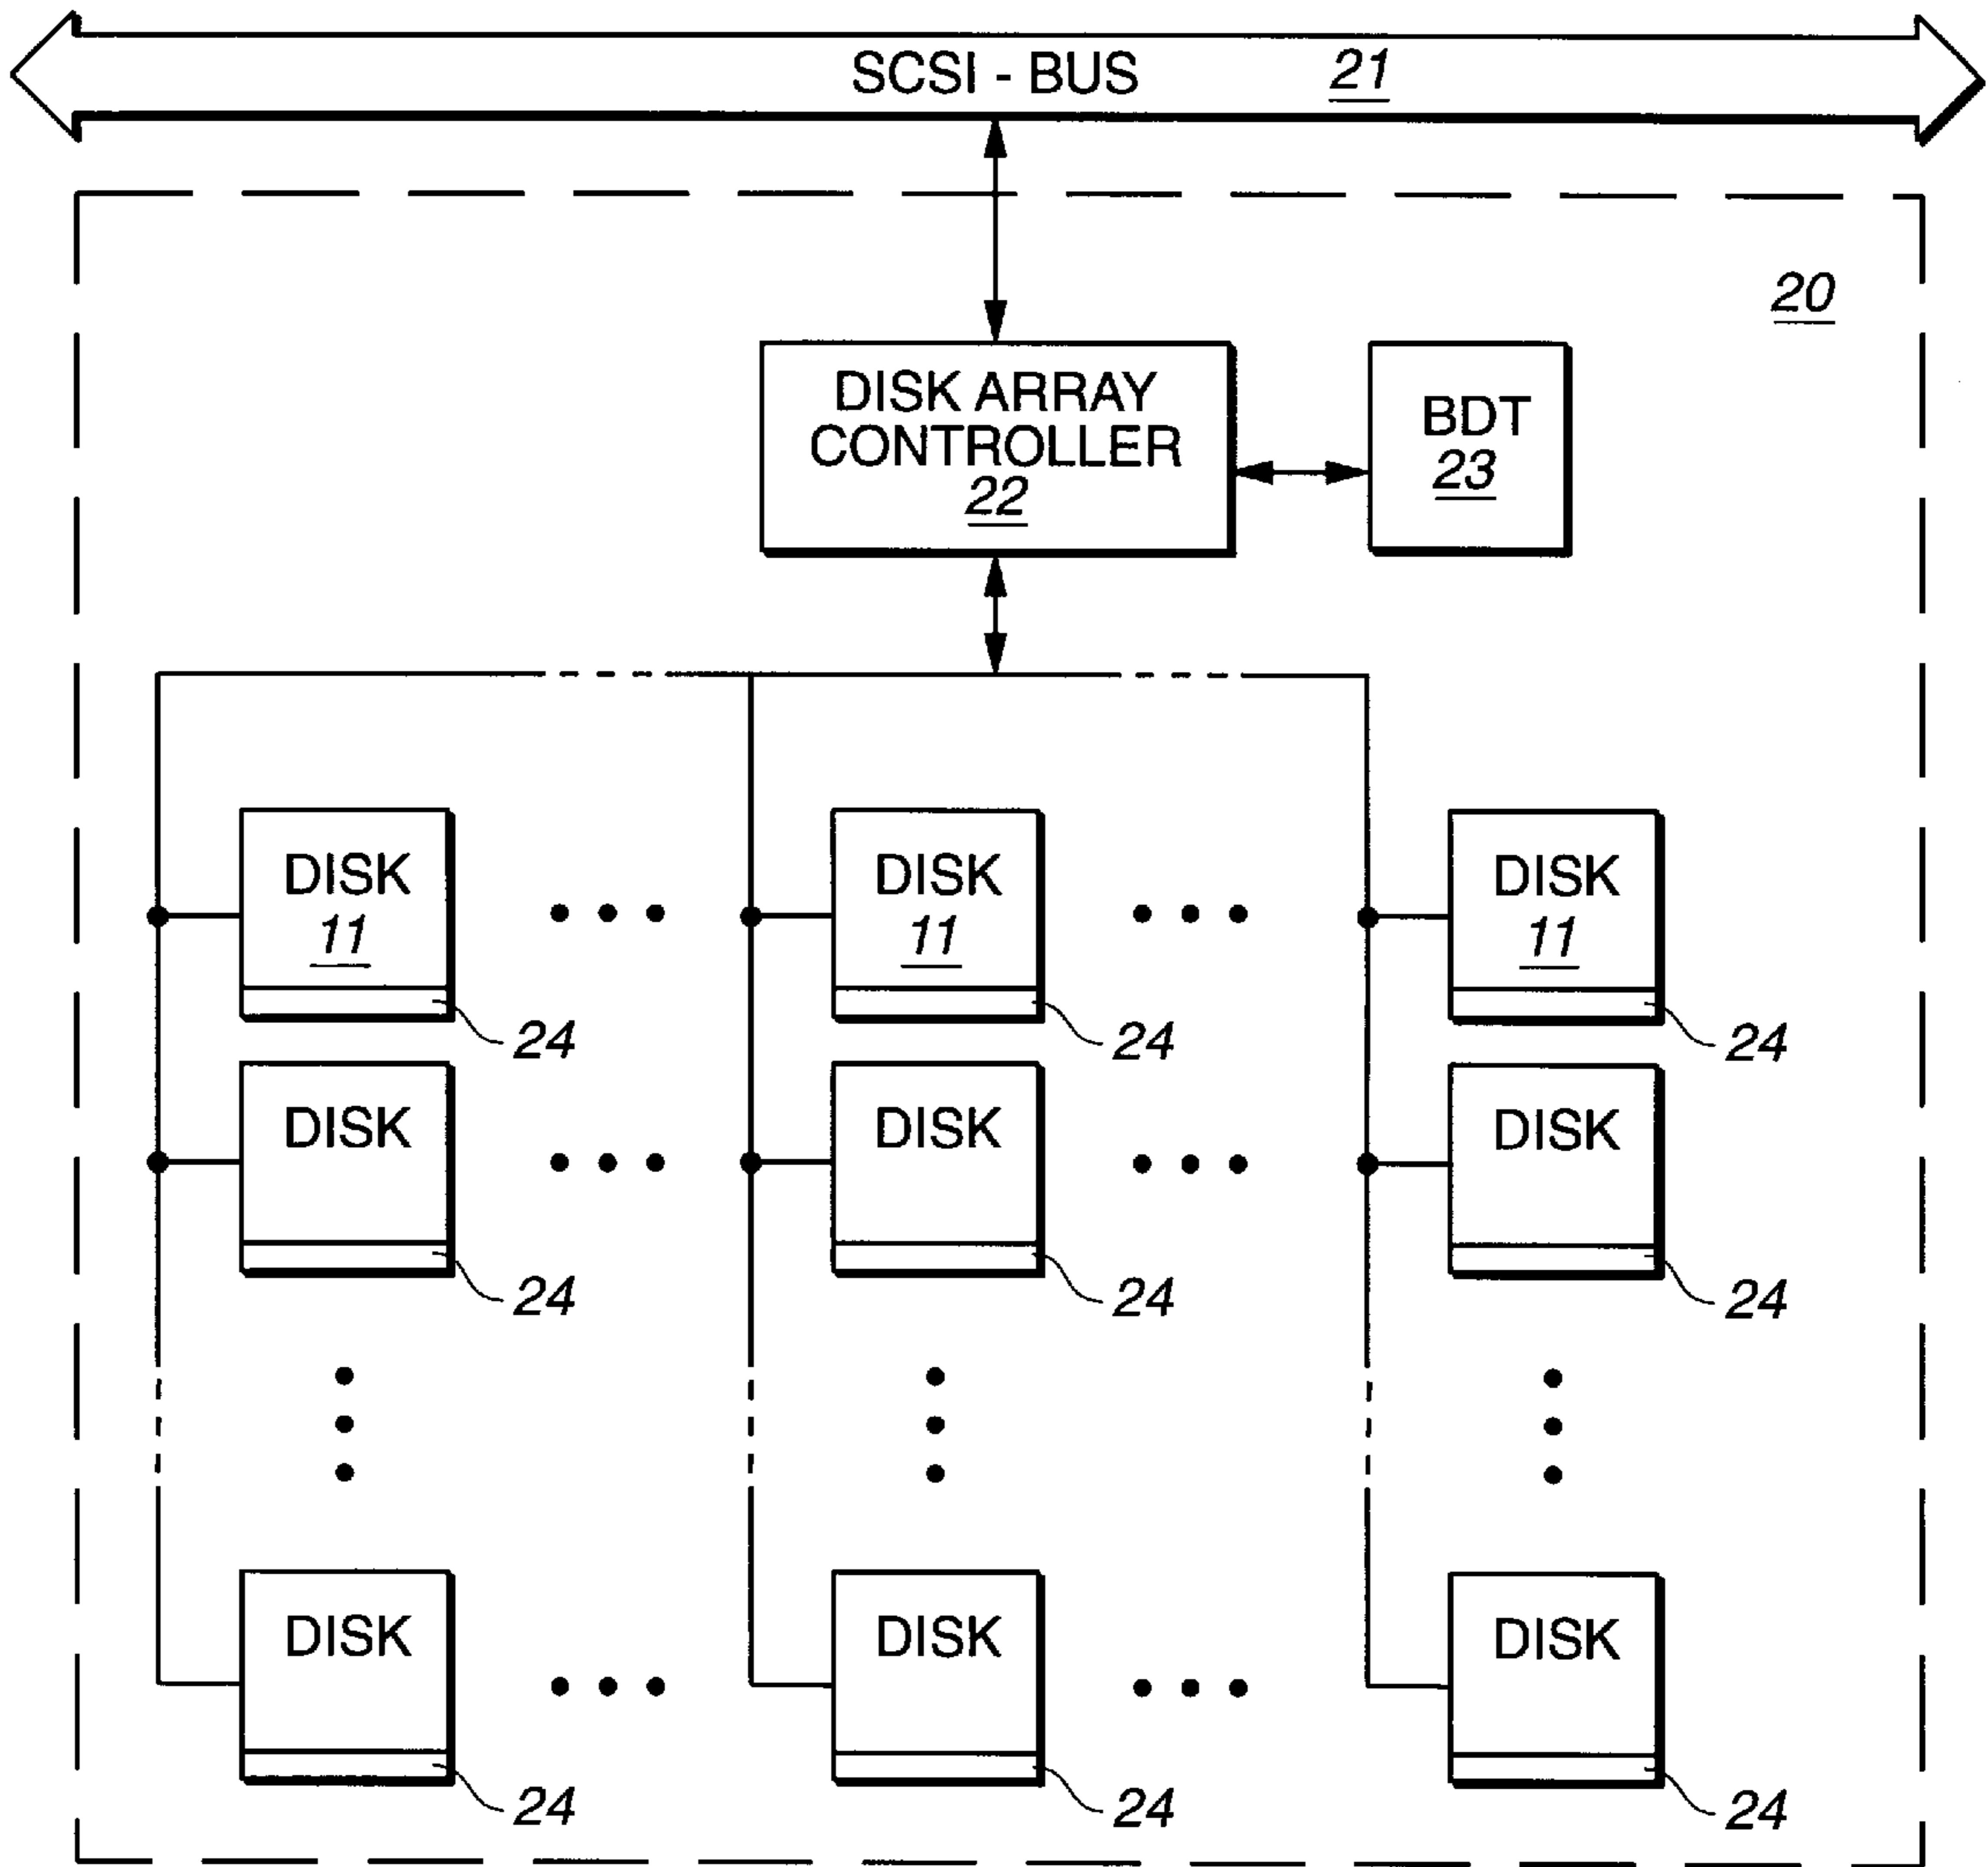 SCSI - BUS 21
20
DISK ARRAY
CONTROLLER
22
BDT
23
DISK
11
DISK
11
DISK
11
24
24
24
DISK
DISK
DISK
24
24
24
DISK
DISK
DISK
24
24
24